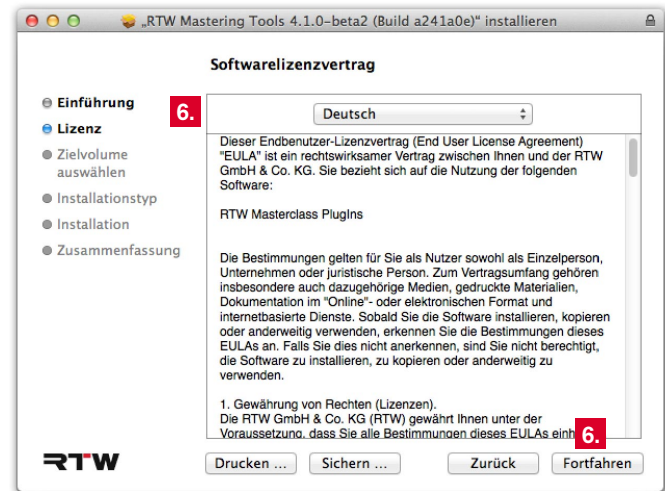 „RTW Mastering Tools 4.1.0-beta2 (Build a241a0e)“ installieren
Softwarelizenzvertrag
Einführung
Lizenz
Zielvolume
auswählen
Installationstyp
Installation
Zusammenfassung
6.
Deutsch
Dieser Endbenutzer-Lizenzvertrag (End User License Agreement)
"EULA" ist ein rechtswirksamer Vertrag zwischen Ihnen und der RTW
GmbH & Co. KG. Sie bezieht sich auf die Nutzung der folgenden
Software:
RTW Masterclass PlugIns
Die Bestimmungen gelten für Sie als Nutzer sowohl als Einzelperson,
Unternehmen oder juristische Person. Zum Vertragsumfang gehören
insbesondere auch dazugehörige Medien, gedruckte Materialien,
Dokumentation im "Online"- oder elektronischen Format und
internetbasierte Dienste. Sobald Sie die Software installieren, kopieren
oder anderweitig verwenden, erkennen Sie die Bestimmungen dieses
EULAs an. Falls Sie dies nicht anerkennen, sind Sie nicht berechtigt,
die Software zu installieren, zu kopieren oder anderweitig zu
verwenden.
1. Gewährung von Rechten (Lizenzen).
Die RTW GmbH & Co. KG (RTW) gewährt Ihnen unter der
Voraussetzung, dass Sie alle Bestimmungen dieses EULAs
6.
RTW
Drucken ...
Sichern ...
Zurück
Fortfahren